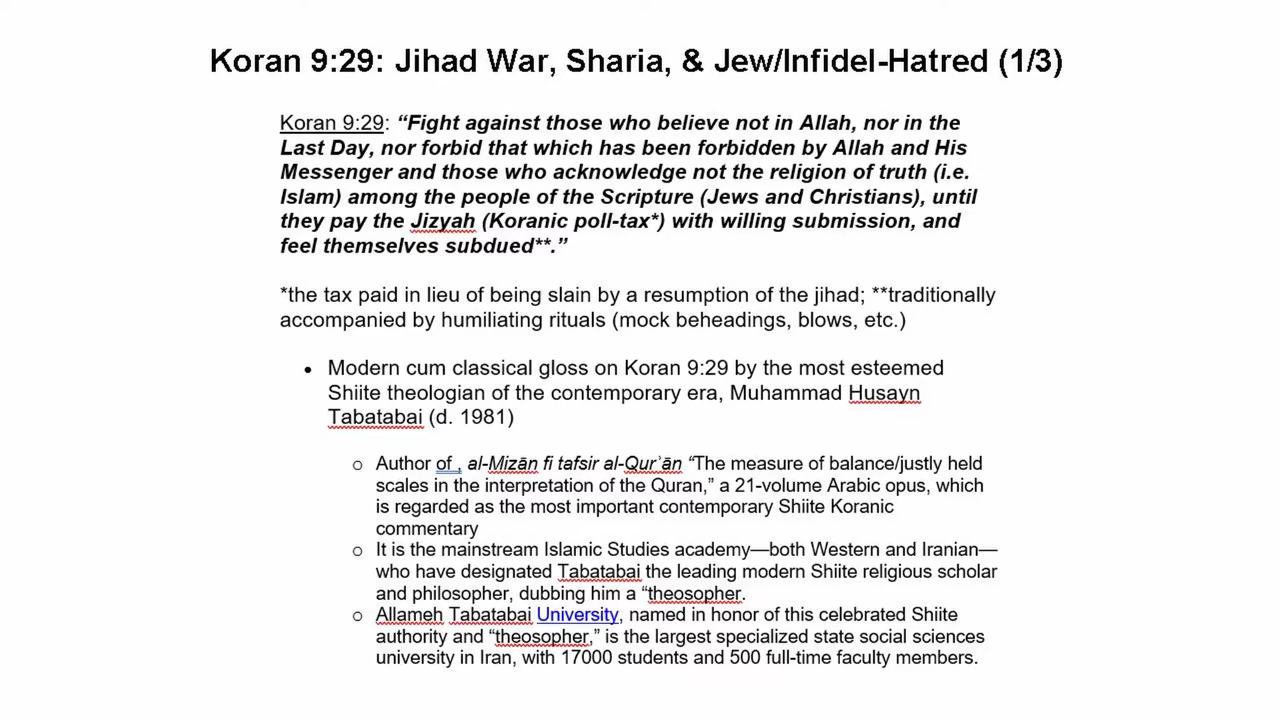 Koran 9:29: Jihad War, Sharia, & Jew/Infidel-Hatred (1/3)
Koran 9:29: “Fight against those who believe not in Allah, nor in the
Last Day, nor forbid that which has been forbidden by Allah and His
Messenger and those who acknowledge not the religion of truth (i.e.
Islam) among the people of the Scripture (Jews and Christians), until
they pay the Jizyah (Koranic poll-tax*) with willing submission, and
feel themselves subdued**.”
*the tax paid in lieu of being slain by a resumption of the jihad; **traditionally
accompanied by humiliating rituals (mock beheadings, blows, etc.)
• Modern cum classical gloss on Koran 9:29 by the most esteemed
Shiite theologian of the contemporary era, Muhammad Husayn
Tabatabai (d. 1981)
o Author of , al-Mizān fi tafsir al-Qurʾān “The measure of balance/justly held
scales in the interpretation of the Quran,” a 21-volume Arabic opus, which
is regarded as the most important contemporary Shiite Koranic
commentary
o It is the mainstream Islamic Studies academy—both Western and Iranian—
who have designated Tabatabai the leading modern Shiite religious scholar
and philosopher, dubbing him a “theosopher.
o Allameh Tabatabai University, named in honor of this celebrated Shiite
authority and “theosopher,” is the largest specialized state social sciences
university in Iran, with 17000 students and 500 full-time faculty members.